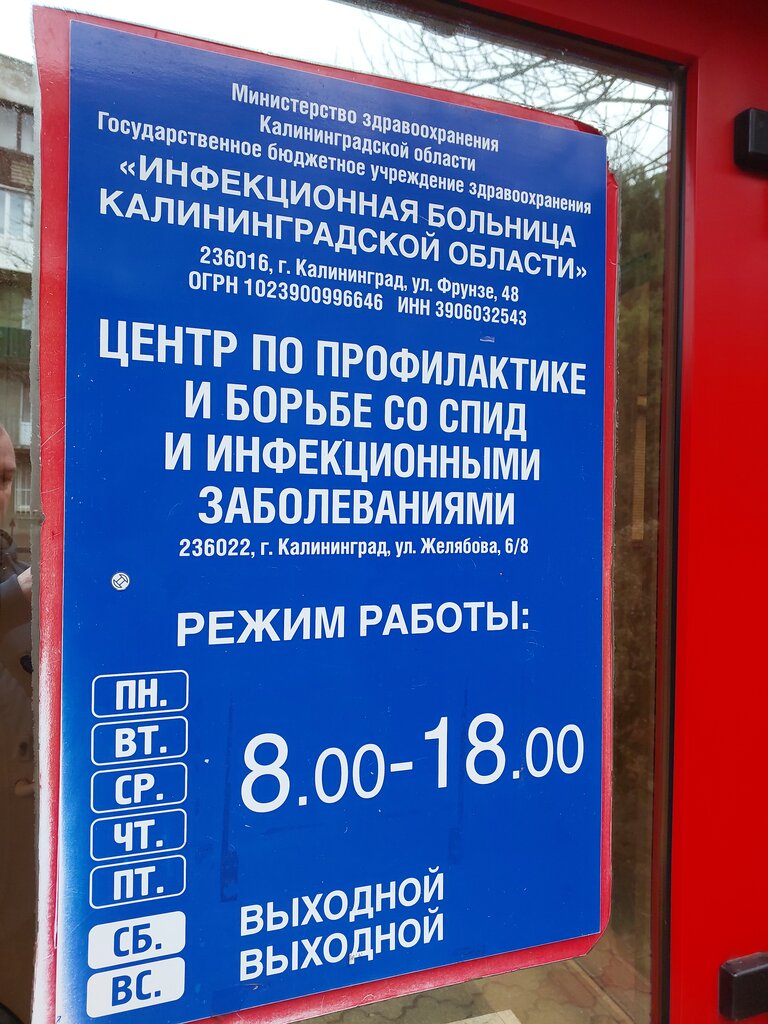 Министерство здравоохранения
Калининградской области
Государственное бюджетное учреждение здравоохранения
«ИНФЕКЦИОННАЯ БОЛЬНИЦА
КАЛИНИНГРАДСКОЙ ОБЛАСТИ»
236016, г. Калининград, ул. Фрунзе, 48
ОГРН 1023900996646 ИНН 3906032543
ЦЕНТР ПО ПРОФИЛАКТИКЕ
И БОРЬБЕ СО СПИД
И ИНФЕКЦИОННЫМИ
ЗАБОЛЕВАНИЯМИ
236022, г. Калининград, ул. Желябова, 6/8
РЕЖИМ РАБОТЫ:
ПН.
ВТ.
СР.
ЧТ.
ПТ.
8.00-18.00
СБ. ВЫХОДНОЙ
ВС. ВЫХОДНОЙ